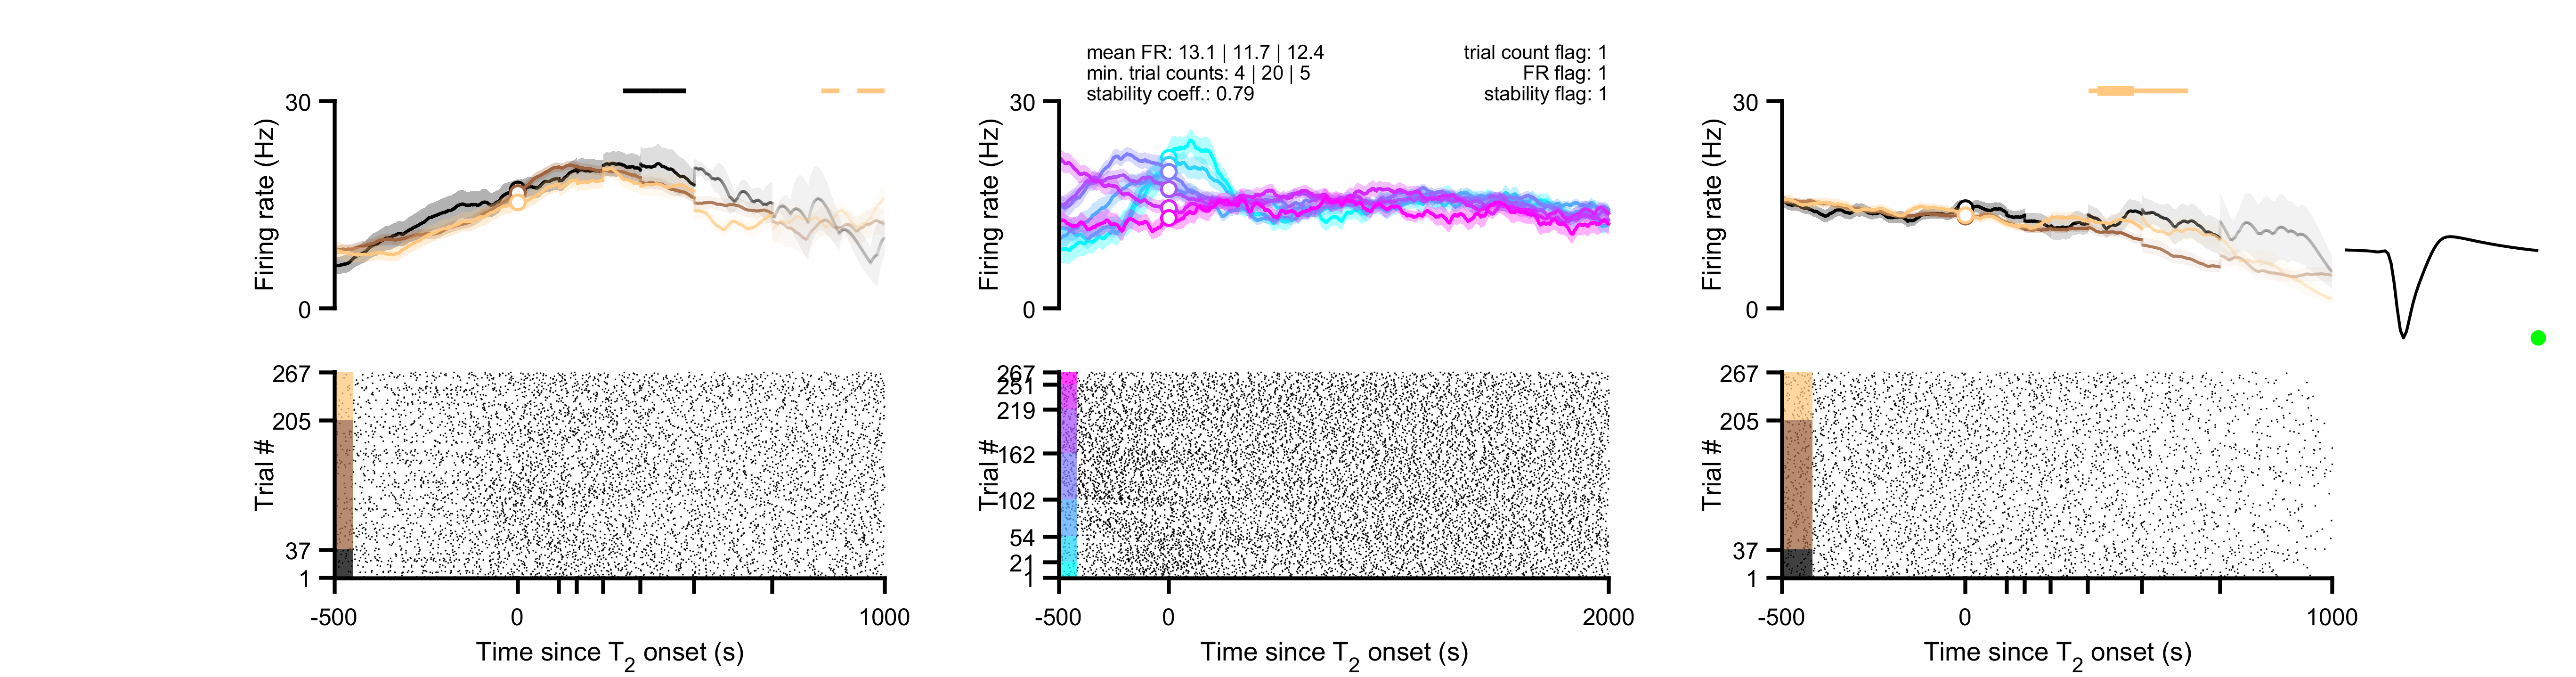 mean FR: 13.1 | 11.7 | 12.4
min. trial counts: 4 | 20 | 5
stability coeff.: 0.79
trial count flag: 1
FR flag: 1
stability flag: 1
30
0
Firing rate (Hz)
30
0
Firing rate (Hz)
30
0
Firing rate (Hz)
267
205
37
1
Trial #
-500
0
1000
Time since T2 onset (s)
267
251
219
162
102
54
21
1
Trial #
-500
0
2000
Time since T2 onset (s)
267
205
37
1
Trial #
-500
0
1000
Time since T2 onset (s)